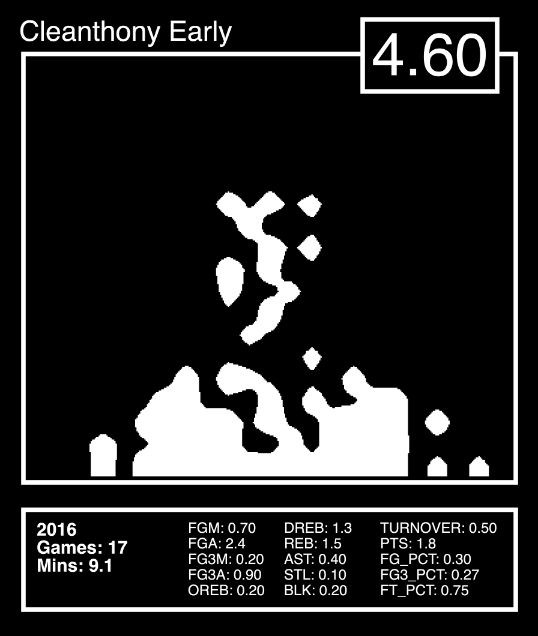 Cleanthony Early
4.60
2016
Games: 17
Mins: 9.1
FGM: 0.70
FGA: 2.4
FG3M: 0.20
FG3A: 0.90
OREB: 0.20
DREB: 1.3
REB: 1.5
AST: 0.40
STL: 0.10
BLK: 0.20
TURNOVER: 0.50
PTS: 1.8
FG_PCT: 0.30
FG3_PCT: 0.27
FT_PCT: 0.75